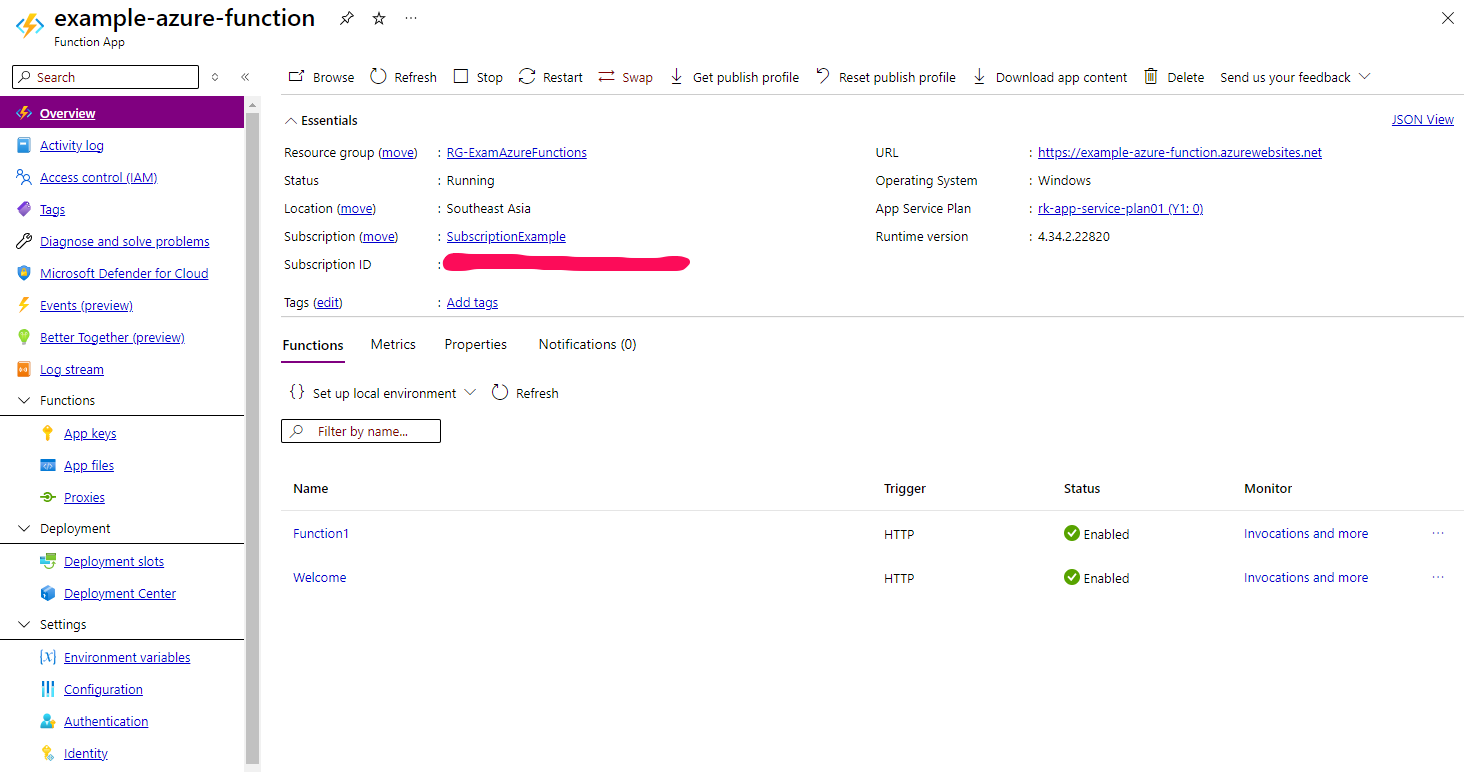 example-azure-function
Function App
Search
Overview
Activity log
Access control (IAM)
Tags
Diagnose and solve problems
Microsoft Defender for Cloud
Events (preview)
Better Together (preview)
Log stream
Functions
App keys
App files
Proxies
Deployment
Deployment slots
Deployment Center
Settings
Environment variables
Configuration
Authentication
Identity
Browse Refresh Stop Restart Swap Get publish profile Reset publish profile Download app content Delete Send us your feedback
Essentials JSON View
Resource group (move) : RG-ExamAzureFunctions
Status : Running
Location (move) : Southeast Asia
Subscription (move) : SubscriptionExample
Subscription ID :
Tags (edit) : Add tags
URL : https://example-azure-function.azurewebsites.net
Operating System : Windows
App Service Plan : rk-app-service-plan01 (Y1: 0)
Runtime version : 4.34.2.22820
Functions Metrics Properties Notifications (0)
{} Set up local environment Refresh
Filter by name...
Name Trigger Status Monitor
Function1 HTTP Enabled Invocations and more ...
Welcome HTTP Enabled Invocations and more ...